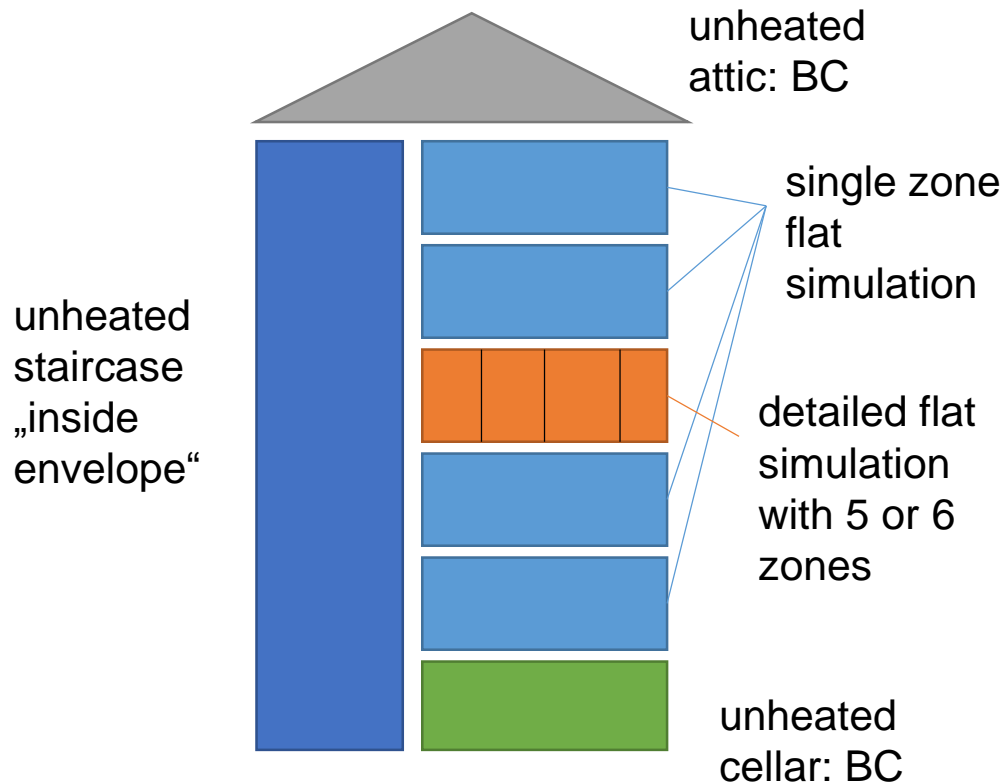 unheated
attic: BC
single zone
flat
simulation
unheated
staircase
„inside
envelope“
detailed flat
simulation
with 5 or 6
zones
unheated
cellar: BC